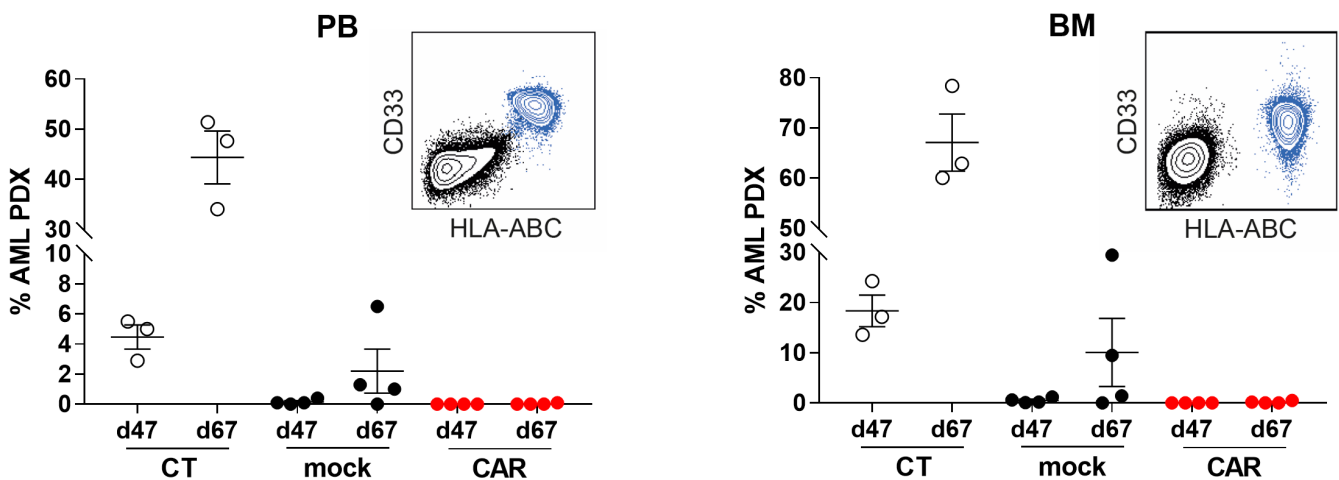 PB
% AML PDX
60
50
40
30
10
8
6
4
2
0
CD33
HLA-ABC
d47 d67 d47 d67 d47 d67
CT mock CAR
BM
% AML PDX
80
70
60
50
30
20
10
0
CD33
HLA-ABC
d47 d67 d47 d67 d47 d67
CT mock CAR